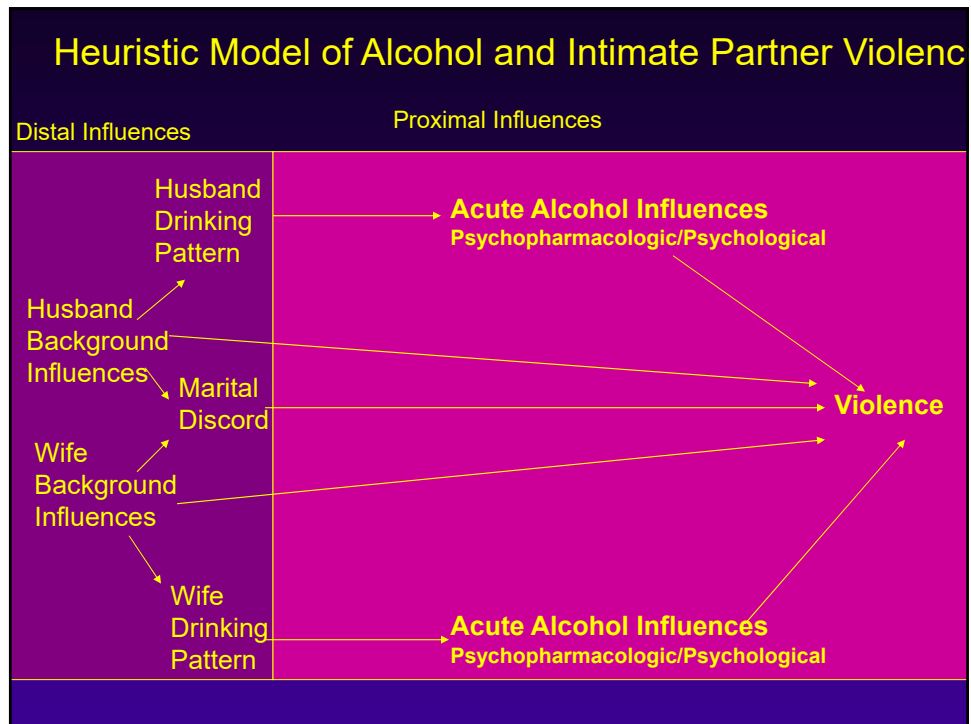 Heuristic Model of Alcohol and Intimate Partner Violenc
Distal Influences
Proximal Influences
Husband
Drinking
Pattern
Acute Alcohol Influences
Psychopharmacologic/Psychological
Husband
Background
Influences
Marital
Discord
Violence
Wife
Background
Influences
Wife
Drinking
Pattern
Acute Alcohol Influences
Psychopharmacologic/Psychological